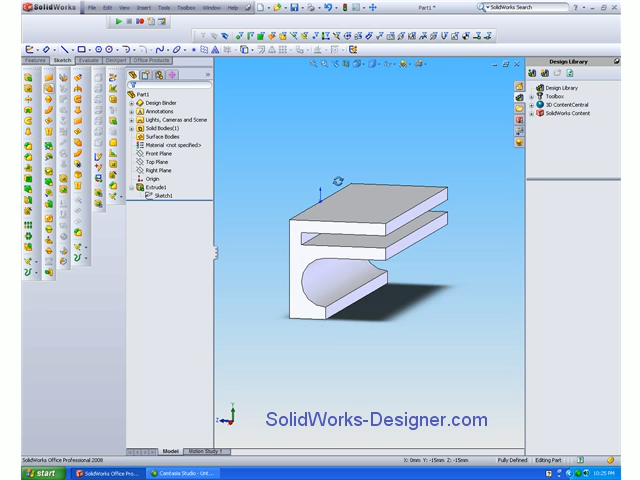 SolidWorks
File Edit View Insert Tools Toolbox Window Help
Part1 *
SolidWorks Search
Features Sketch Evaluate DimXpert Office Products
Part1
Design Binder
Annotations
Lights, Cameras and Scene
Solid Bodies(1)
Surface Bodies
Material <not specified>
Front Plane
Top Plane
Right Plane
Origin
Extrude1
Sketch1
Design Library
Design Library
Toolbox
3D ContentCentral
SolidWorks Content
Y
Z
SolidWorks-Designer.com
Model Motion Study 1
SolidWorks Office Professional 2008
X: 0mm Y: -15mm Z: -15mm Fully Defined Editing Part
start
SolidWorks Office Pro...
Camtasia Studio - Unt...
10:25 PM